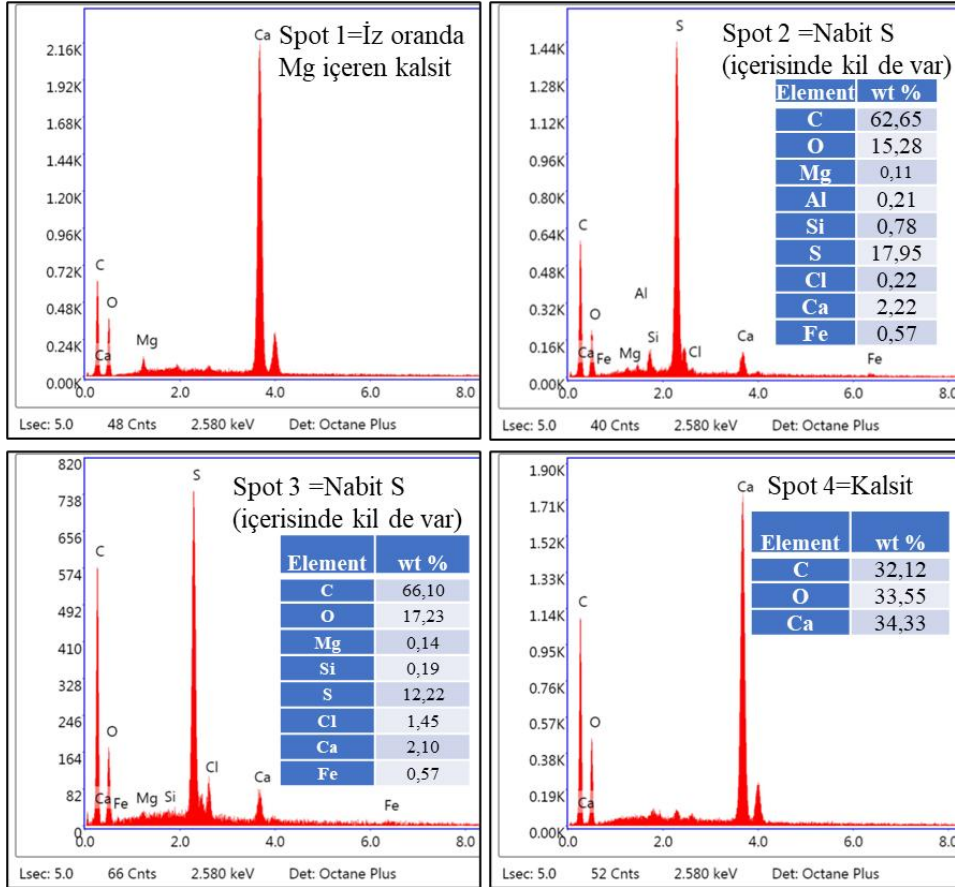 Spot 1=İz oranda
Mg içeren kalsit
Ca
2.16K
1.92K
1.68K
1.44K
1.20K
0.96K
0.72K
0.48K
0.24K
0.00K
C
O
Ca
Mg
0.0 2.0 4.0 6.0 8.0
Lsec: 5.0 48 Cnts 2.580 keV Det: Octane Plus
Spot 2 =Nabit S
(içerisinde kil de var)
S
1.44K
1.28K
1.12K
0.96K
0.80K
0.64K
0.48K
0.32K
0.16K
0.00K
Element wt %
C 62,65
O 15,28
Mg 0,11
Al 0,21
Si 0,78
S 17,95
Cl 0,22
Ca 2,22
Fe 0,57
C
O
Ca
Fe
Mg
Al
Si
Cl
Ca
Fe
0.0 2.0 4.0 6.0 8.0
Lsec: 5.0 40 Cnts 2.580 keV Det: Octane Plus
Spot 3 =Nabit S
(içerisinde kil de var)
S
820
738
656
574
492
410
328
246
164
82
0
Element wt %
C 66,10
O 17,23
Mg 0,14
Si 0,19
S 12,22
Cl 1,45
Ca 2,10
Fe 0,57
C
O
Ca
Fe
Mg
Si
Cl
Ca
Fe
0.0 2.0 4.0 6.0 8.0
Lsec: 5.0 66 Cnts 2.580 keV Det: Octane Plus
Spot 4=Kalsit
Ca
1.90K
1.71K
1.52K
1.33K
1.14K
0.95K
0.76K
0.57K
0.38K
0.19K
0.00K
Element wt %
C 32,12
O 33,55
Ca 34,33
C
O
Ca
0.0 2.0 4.0 6.0 8.0
Lsec: 5.0 52 Cnts 2.580 keV Det: Octane Plus